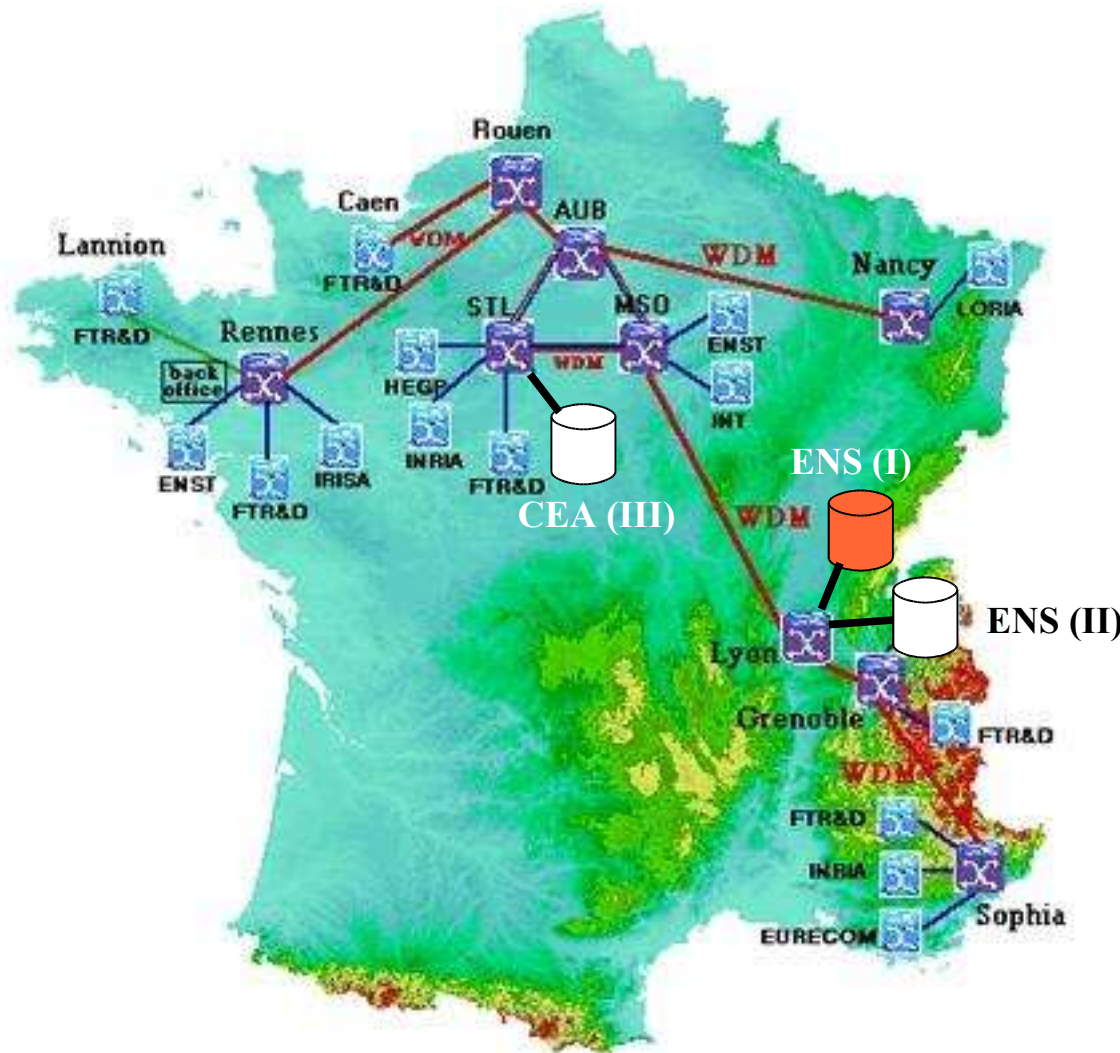 Rouen
AUB
Caen
WDM
FTR&D
Lannion
FTR&D
WDM
Nancy
LORIA
STL
MSO
Rennes
back
office
HEGP
WDM
ENST
INT
INRIA
FTR&D
ENST
FTR&D
IRISA
CEA (III)
ENS (I)
WDM
ENS (II)
Lyon
Grenoble
FTR&D
WDM
FTR&D
INRIA
EURECOM
Sophia